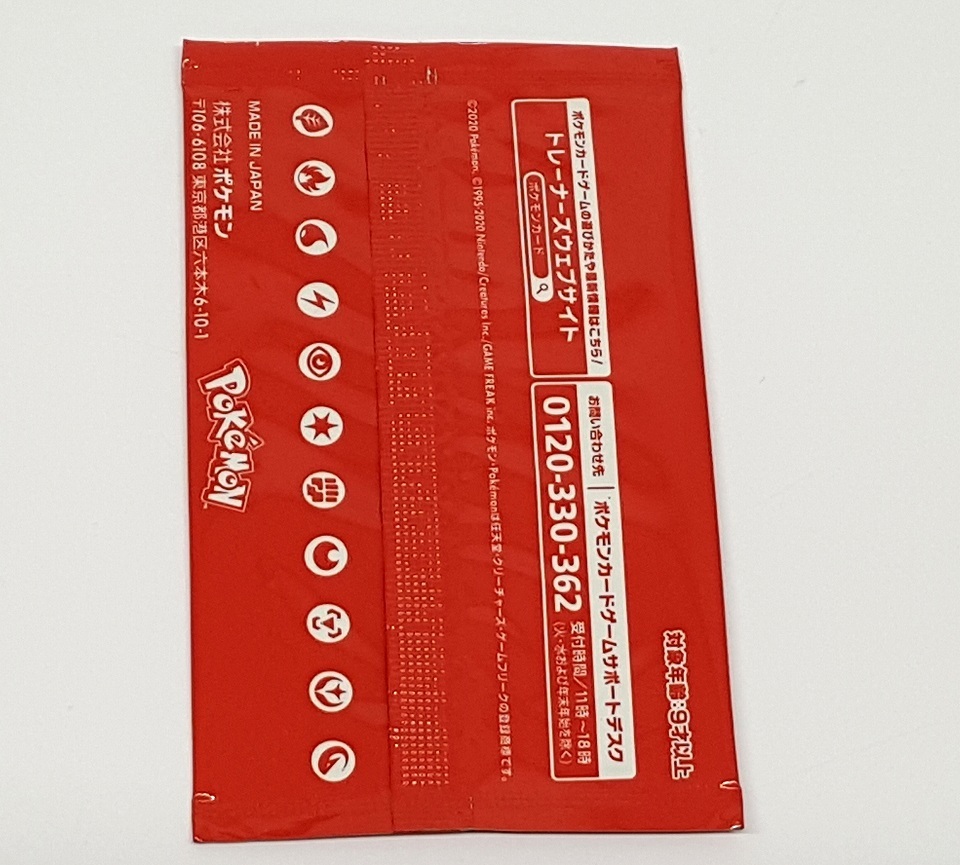 対象年齢:9才以上
ポケモンカードゲームの遊びかたや最新情報はこちら!
トレーナーズウェブサイト
ポケモンカード
お問い合わせ先
ポケモンカードゲームサポートデスク
0120-330-362
受付時間/11時~18時
(火・水および年末年始を除く)
©2020 Pokémon. ©1995-2020 Nintendo/Creatures Inc./GAME FREAK inc. ポケモン・Pokémonは任天堂・クリーチャーズ・ゲームフリークの登録商標です。
MADE IN JAPAN
株式会社 ポケモン
〒106-6108 東京都港区六本木6-10-1
POKéMON